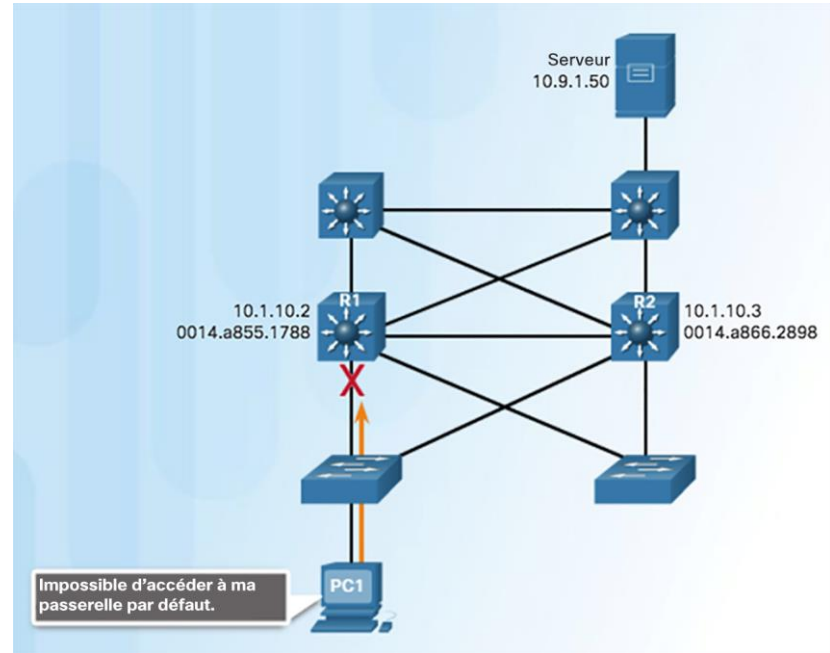 Serveur
10.9.1.50
R1
R2
10.1.10.2
0014.a855.1788
10.1.10.3
0014.a866.2898
X
Impossible d’accéder à ma
passerelle par défaut.
PC1